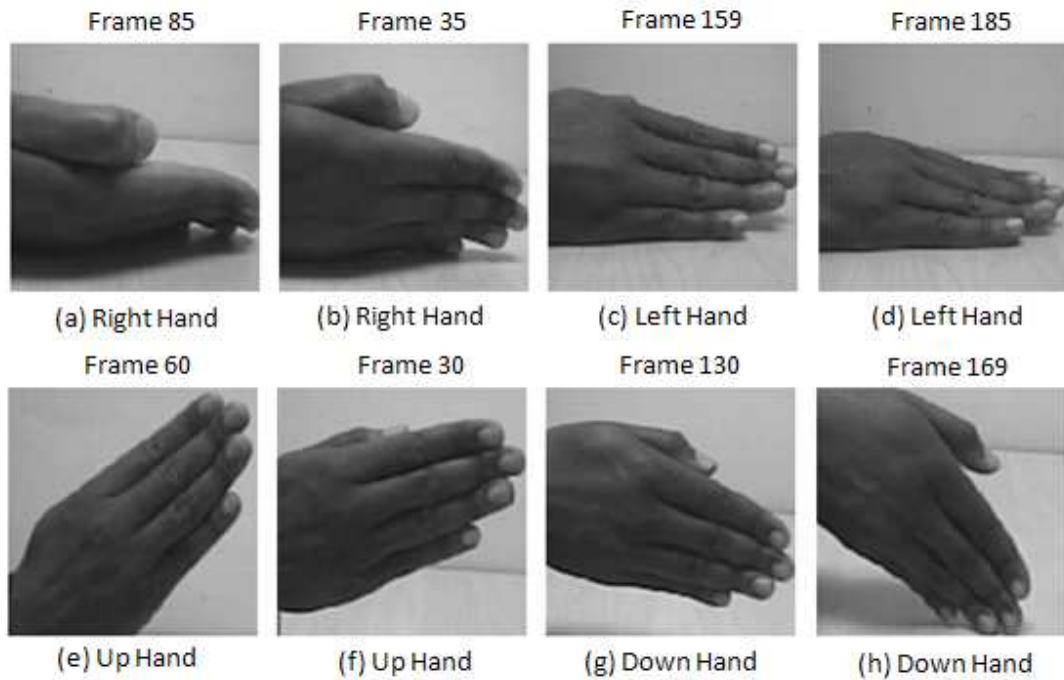 Frame 85 Frame 35 Frame 159 Frame 185
(a) Right Hand (b) Right Hand (c) Left Hand (d) Left Hand
Frame 60 Frame 30 Frame 130 Frame 169
(e) Up Hand (f) Up Hand (g) Down Hand (h) Down Hand